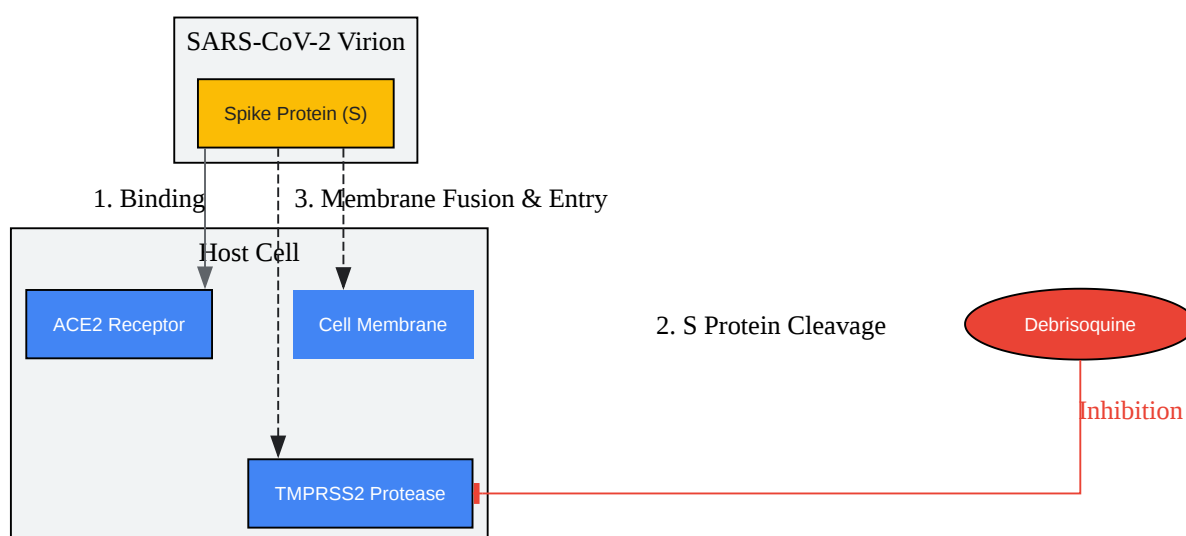 SARS-CoV-2 Virion
Spike Protein (S)
1. Binding
3. Membrane Fusion & Entry
Host Cell
ACE2 Receptor
Cell Membrane
2. S Protein Cleavage
Debrisoquine
Inhibition
TMPRSS2 Protease